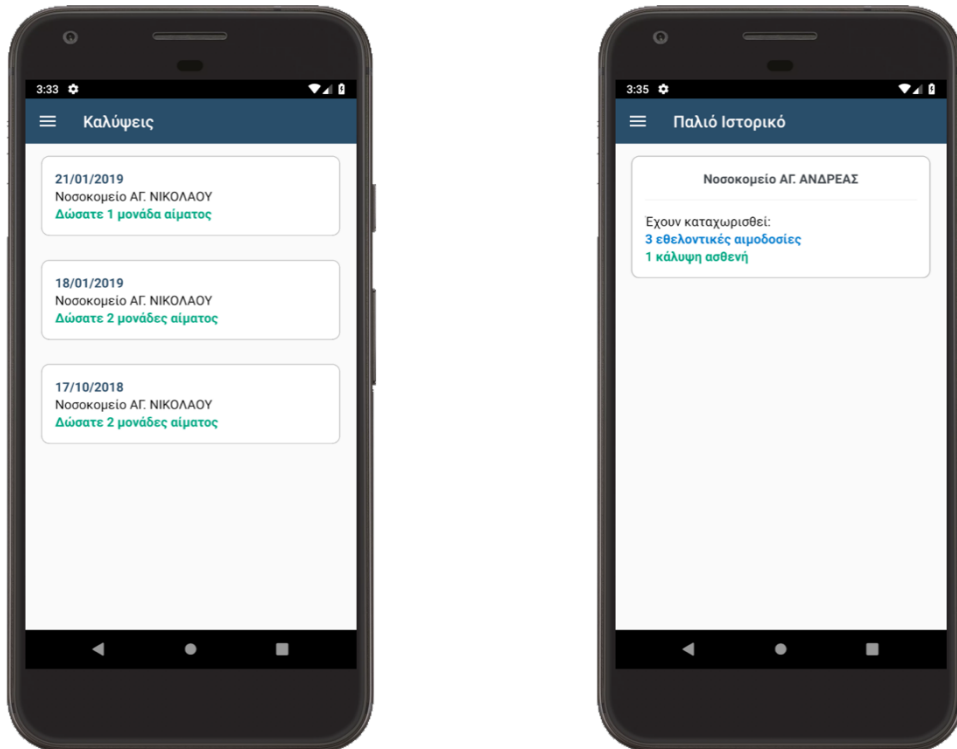 3:33
Καλύψεις
21/01/2019
Νοσοκομείο ΑΓ. ΝΙΚΟΛΑΟΥ
Δώσατε 1 μονάδα αίματος
18/01/2019
Νοσοκομείο ΑΓ. ΝΙΚΟΛΑΟΥ
Δώσατε 2 μονάδες αίματος
17/10/2018
Νοσοκομείο ΑΓ. ΝΙΚΟΛΑΟΥ
Δώσατε 2 μονάδες αίματος
3:35
Παλιό Ιστορικό
Νοσοκομείο ΑΓ. ΑΝΔΡΕΑΣ
Έχουν καταχωρισθεί:
3 εθελοντικές αιμοδοσίες
1 κάλυψη ασθενή